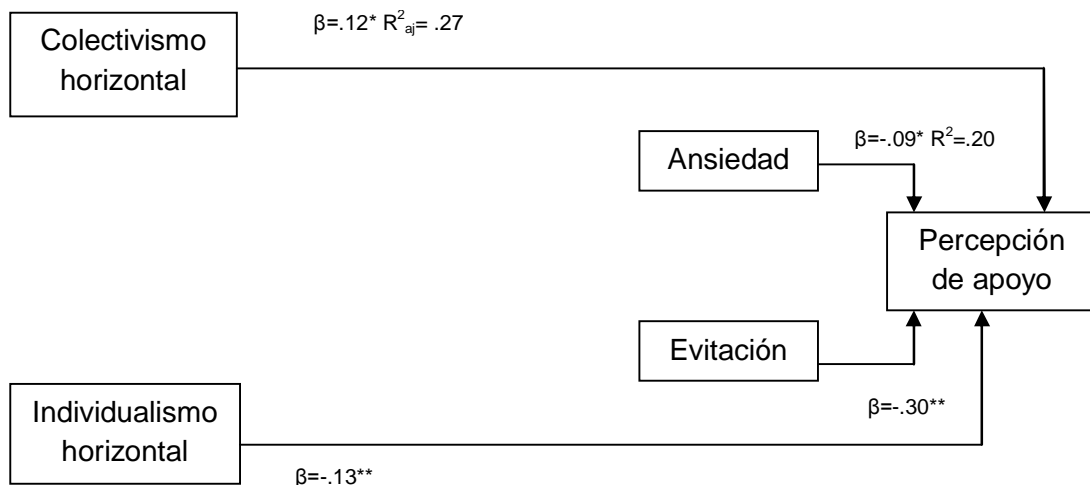 β=.12* R²aj= .27
Colectivismo
horizontal
β=-.09* R²=.20
Ansiedad
Percepción
de apoyo
Evitación
Individualismo
horizontal
β=-.30**
β=-.13**